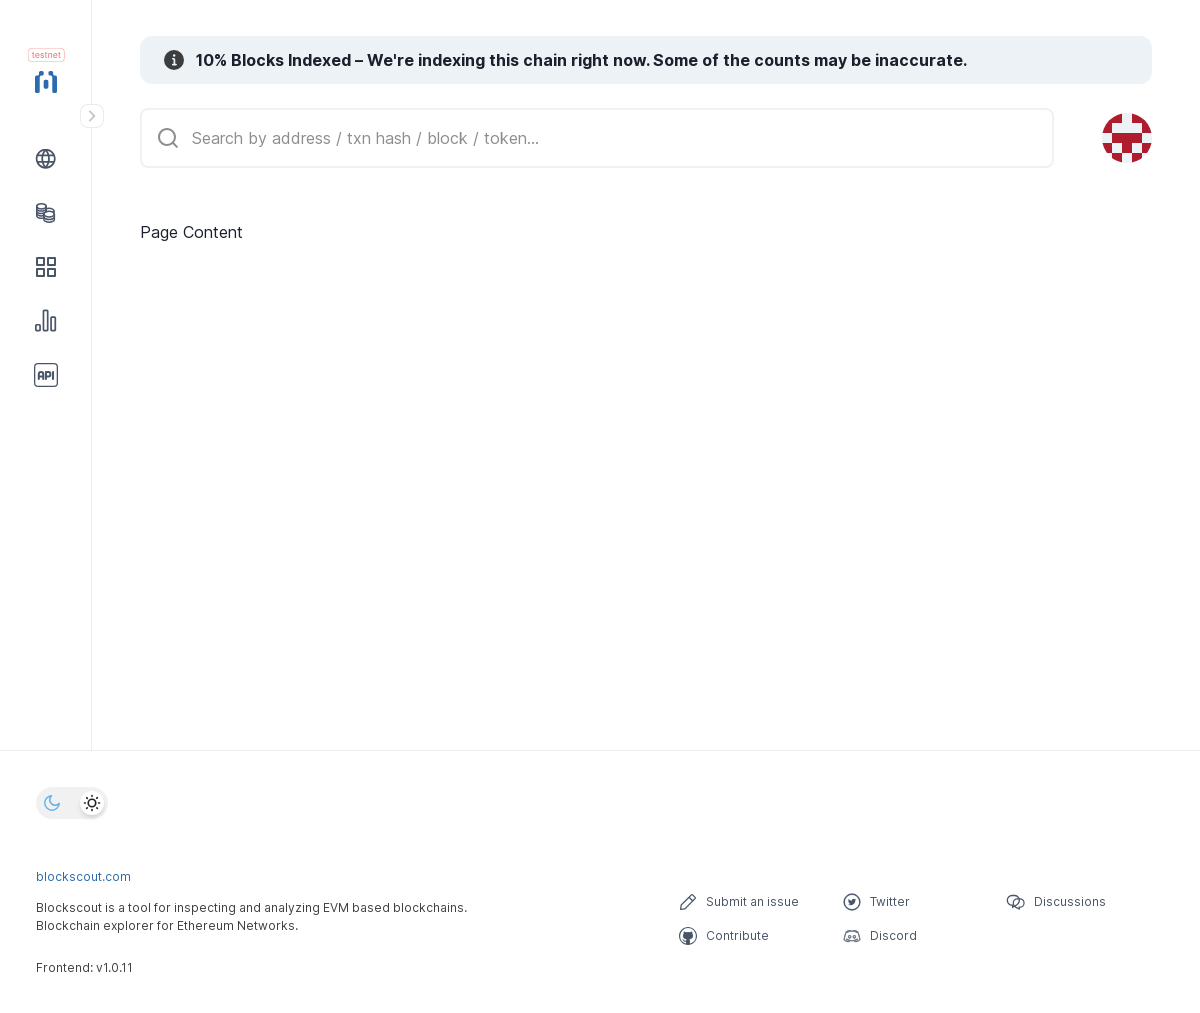 testnet
10% Blocks Indexed – We're indexing this chain right now. Some of the counts may be inaccurate.
Search by address / txn hash / block / token...
Page Content
API
blockscout.com
Blockscout is a tool for inspecting and analyzing EVM based blockchains.
Blockchain explorer for Ethereum Networks.
Frontend: v1.0.11
Submit an issue
Twitter
Discussions
Contribute
Discord